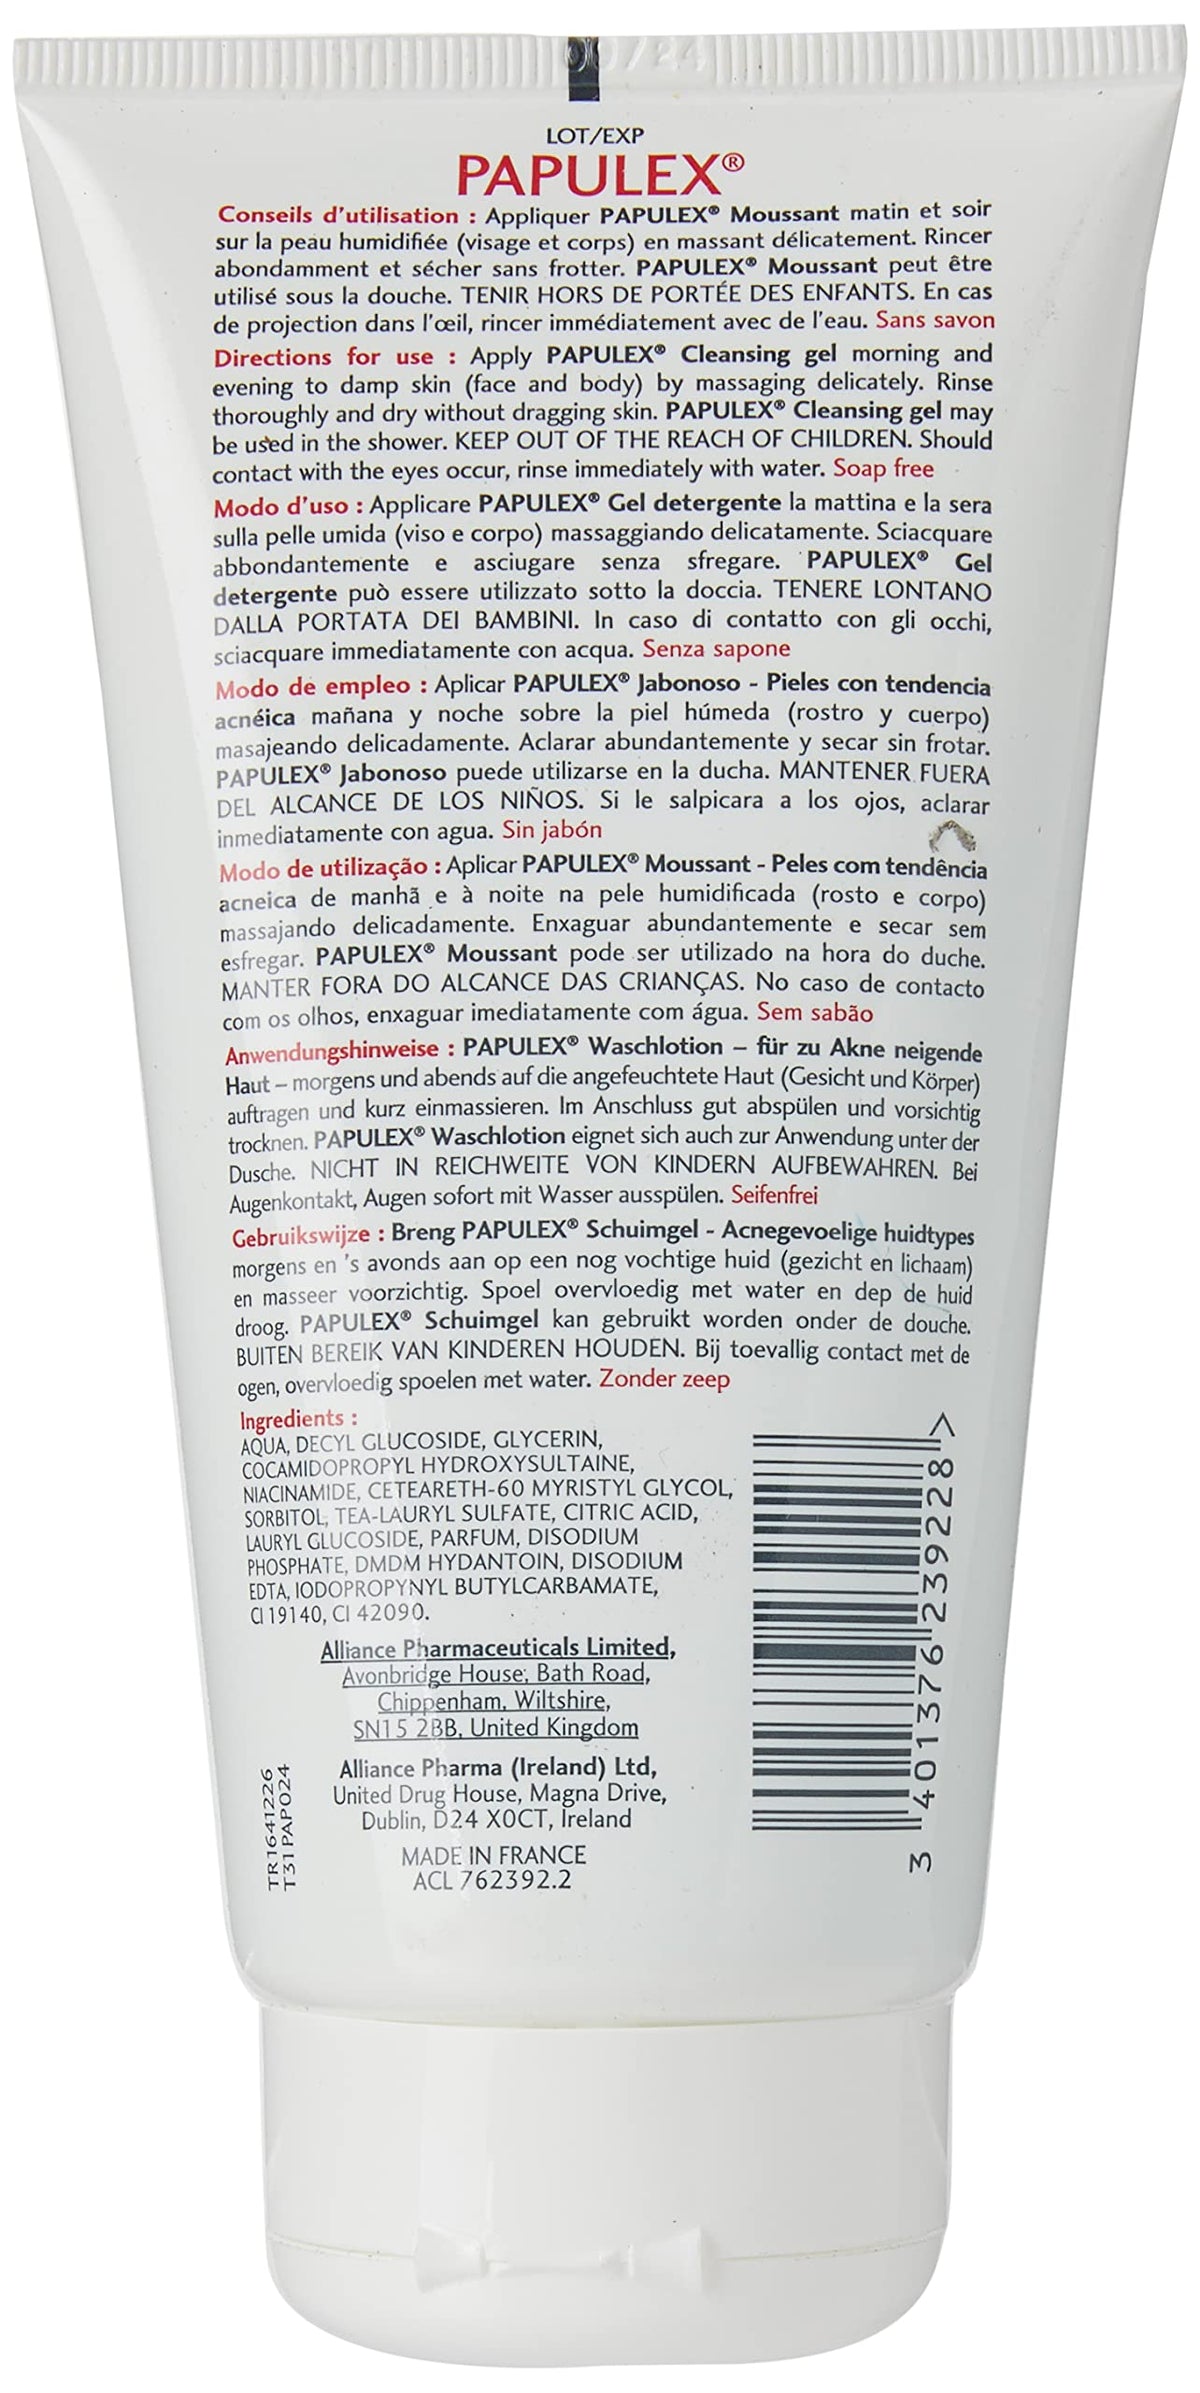 LOT/EXP
PAPULEX®
Conseils d'utilisation : Appliquer PAPULEX® Moussant matin et soir
sur la peau humidifiée (visage et corps) en massant délicatement. Rincer
abondamment et sécher sans frotter. PAPULEX® Moussant peut être
utilisé sous la douche. TENIR HORS DE PORTÉE DES ENFANTS. En cas
de projection dans l'œil, rincer immédiatement avec de l'eau. Sans savon
Directions for use : Apply PAPULEX® Cleansing gel morning and
evening to damp skin (face and body) by massaging delicately. Rinse
thoroughly and dry without dragging skin. PAPULEX® Cleansing gel may
be used in the shower. KEEP OUT OF THE REACH OF CHILDREN. Should
contact with the eyes occur, rinse immediately with water. Soap free
Modo d'uso : Applicare PAPULEX® Gel detergente la mattina e la sera
sulla pelle umida (viso e corpo) massaggiando delicatamente. Sciacquare
abbondantemente e asciugare senza sfregare. PAPULEX® Gel
detergente può essere utilizzato sotto la doccia. TENERE LONTANO
DALLA PORTATA DEI BAMBINI. In caso di contatto con gli occhi,
sciacquare immediatamente con acqua. Senza sapone
Modo de empleo : Aplicar PAPULEX® Jabonoso - Pieles con tendencia
acnéica mañana y noche sobre la piel húmeda (rostro y cuerpo)
masajeando delicadamente. Aclarar abundantemente y secar sin frotar.
PAPULEX® Jabonoso puede utilizarse en la ducha. MANTENER FUERA
DEL ALCANCE DE LOS NIÑOS. Si le salpicara a los ojos, aclarar
inmediatamente con agua. Sin jabón
Modo de utilização : Aplicar PAPULEX® Moussant - Peles com tendência
acneica de manhã e à noite na pele humidificada (rosto e corpo)
massajando delicadamente. Enxaguar abundantemente e secar sem
esfregar. PAPULEX® Moussant pode ser utilizado na hora do duche.
MANTER FORA DO ALCANCE DAS CRIANÇAS. No caso de contacto
com os olhos, enxaguar imediatamente com água. Sem sabão
Anwendungshinweise : PAPULEX® Waschlotion – für zu Akne neigende
Haut – morgens und abends auf die angefeuchtete Haut (Gesicht und Körper)
auftragen und kurz einmassieren. Im Anschluss gut abspülen und vorsichtig
trocknen. PAPULEX® Waschlotion eignet sich auch zur Anwendung unter der
Dusche. NICHT IN REICHWEITE VON KINDERN AUFBEWAHREN. Bei
Augenkontakt, Augen sofort mit Wasser ausspülen. Seifenfrei
Gebruikswijze : Breng PAPULEX® Schuimgel - Acnegevoelige huidtypes
morgens en 's avonds aan op een nog vochtige huid (gezicht en lichaam)
en masseer voorzichtig. Spoel overvloedig met water en dep de huid
droog. PAPULEX® Schuimgel kan gebruikt worden onder de douche.
BUITEN BEREIK VAN KINDEREN HOUDEN. Bij toevallig contact met de
ogen, overvloedig spoelen met water. Zonder zeep
Ingredients :
AQUA, DECYL GLUCOSIDE, GLYCERIN,
COCAMIDOPROPYL HYDROXYSULTAINE,
NIACINAMIDE, CETEARETH-60 MYRISTYL GLYCOL,
SORBITOL, TEA-LAURYL SULFATE, CITRIC ACID,
LAURYL GLUCOSIDE, PARFUM, DISODIUM
PHOSPHATE, DMDM HYDANTOIN, DISODIUM
EDTA, IODOPROPYNYL BUTYLCARBAMATE,
CI 19140, CI 42090.
Alliance Pharmaceuticals Limited,
Avonbridge House, Bath Road,
Chippenham, Wiltshire,
SN15 2BB, United Kingdom
Alliance Pharma (Ireland) Ltd,
United Drug House, Magna Drive,
Dublin, D24 X0CT, Ireland
MADE IN FRANCE
ACL 762392.2
TR1641226
T31PAP024
3 401376 239228 >